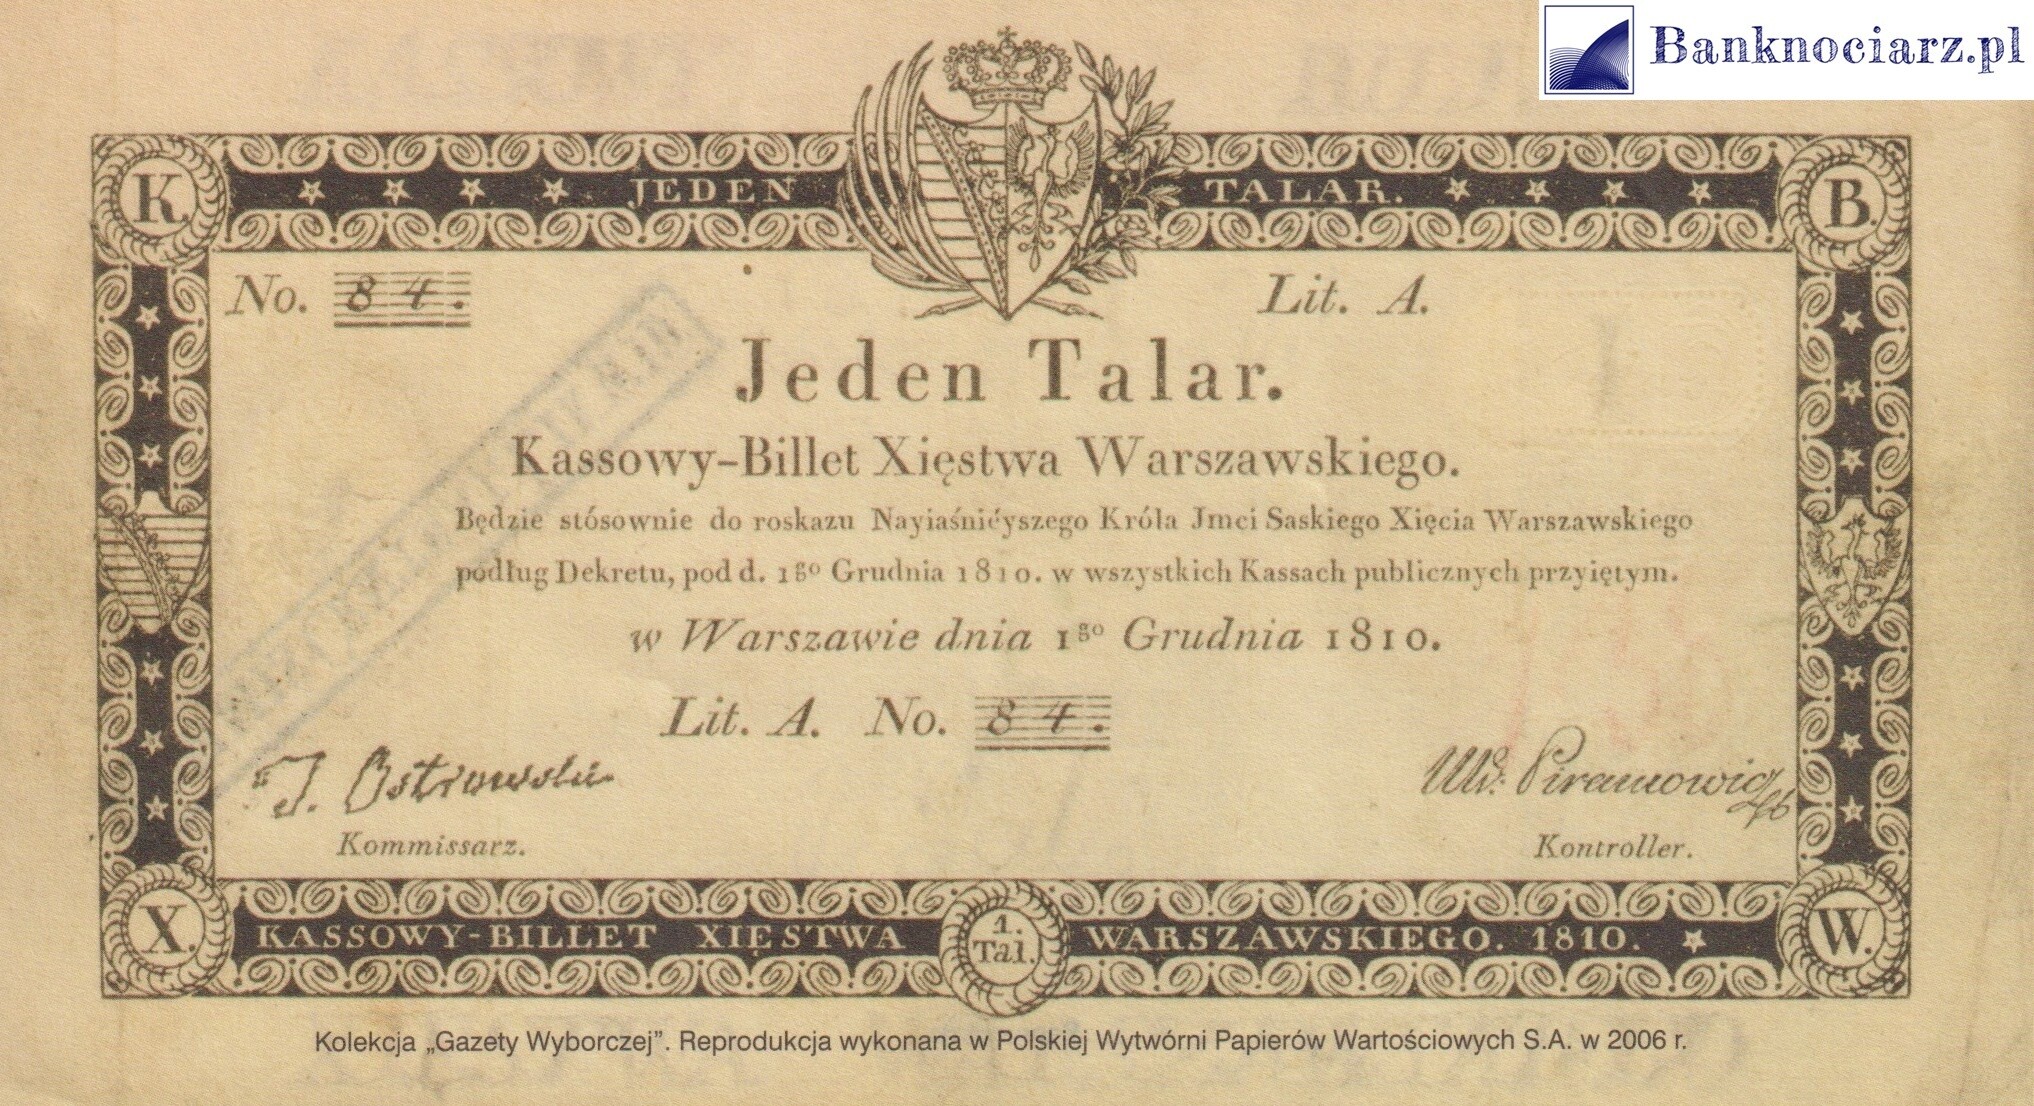 Banknociarz.pl
K. JEDEN TALAR. B.
No. 84. Lit. A.
Jeden Talar.
Kassowy-Billet Xięstwa Warszawskiego.
Będzie stósownie do roskazu Nayiaśniéyszego Króla Jmci Saskiego Xięcia Warszawskiego
podług Dekretu, pod d. 1go Grudnia 1810. w wszystkich Kassach publicznych przyiętym.
w Warszawie dnia 1go Grudnia 1810.
Lit. A. No. 84.
J. Ostrowski Piramowicz
Kommissarz. Kontroller.
X. KASSOWY-BILLET XIĘSTWA 1. Tal. WARSZAWSKIEGO. 1810. W.
Kolekcja „Gazety Wyborczej”. Reprodukcja wykonana w Polskiej Wytwórni Papierów Wartościowych S.A. w 2006 r.